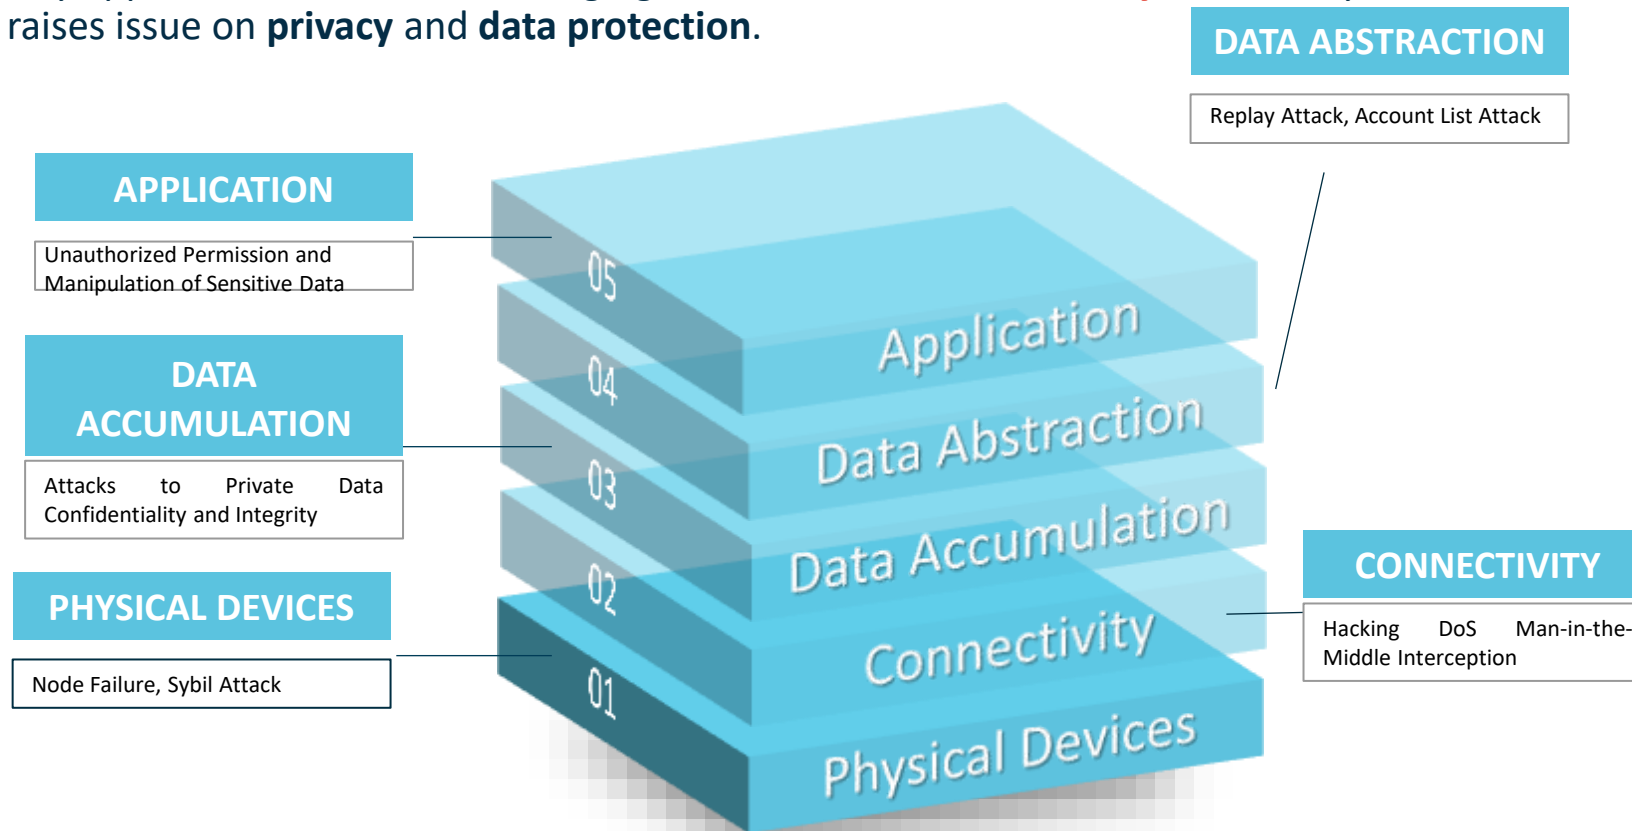 raises issue on privacy and data protection.
DATA ABSTRACTION
Replay Attack, Account List Attack
APPLICATION
Unauthorized Permission and
Manipulation of Sensitive Data
DATA
ACCUMULATION
Attacks to Private Data
Confidentiality and Integrity
PHYSICAL DEVICES
Node Failure, Sybil Attack
CONNECTIVITY
Hacking DoS Man-in-the-
Middle Interception
05
Application
04
Data Abstraction
03
Data Accumulation
02
Connectivity
01
Physical Devices